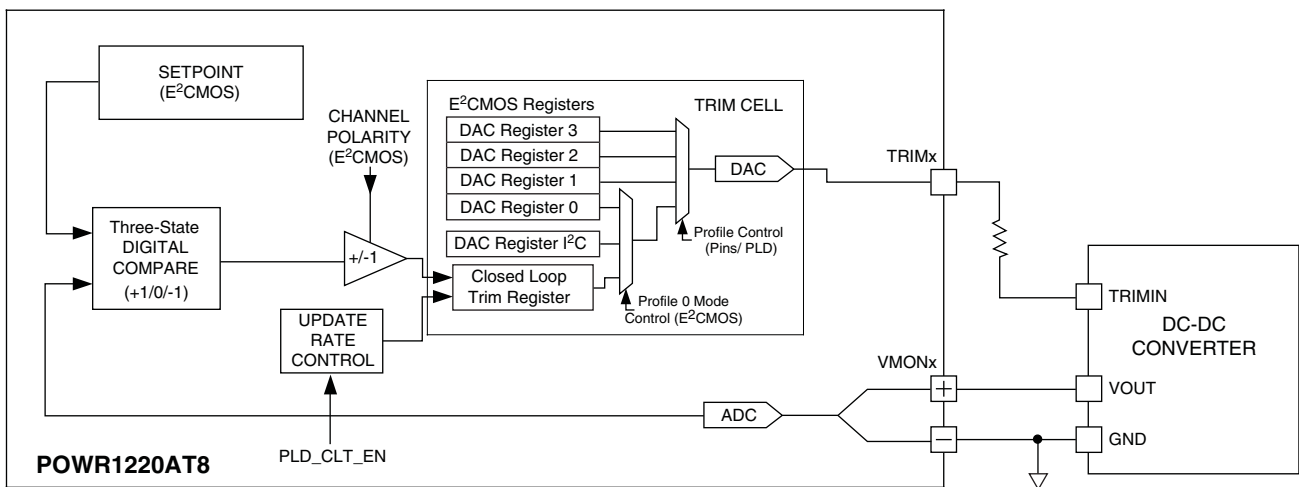 SETPOINT
(E²CMOS)
CHANNEL
POLARITY
(E²CMOS)
E²CMOS Registers
TRIM CELL
DAC Register 3
DAC Register 2
DAC Register 1
DAC Register 0
DAC Register I²C
Closed Loop
Trim Register
DAC
Profile Control
(Pins/ PLD)
Profile 0 Mode
Control (E²CMOS)
Three-State
DIGITAL
COMPARE
(+1/0/-1)
+/-1
UPDATE
RATE
CONTROL
PLD_CLT_EN
ADC
TRIMx
VMONx
+
–
TRIMIN
DC-DC
CONVERTER
VOUT
GND
POWR1220AT8